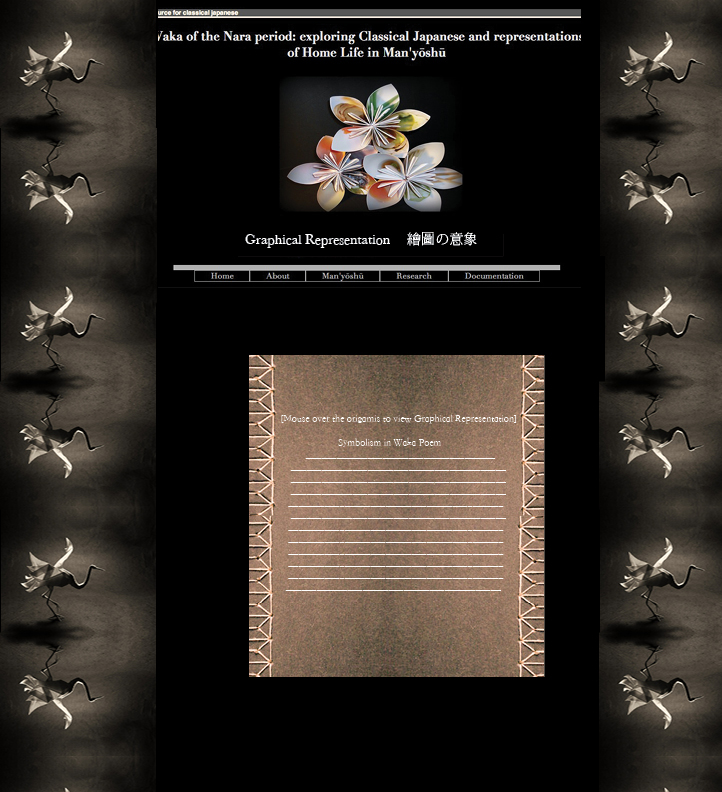 for classical japanese
of the Nara period: exploring Classical Japanese and representations
of Home Life in Man'yōshū
Graphical Representation 繪圖の意象
Home About Man'yōshū Research Documentation
[Mouse over the origamis to view Graphical Representation]
Symbolism in Waka Poem